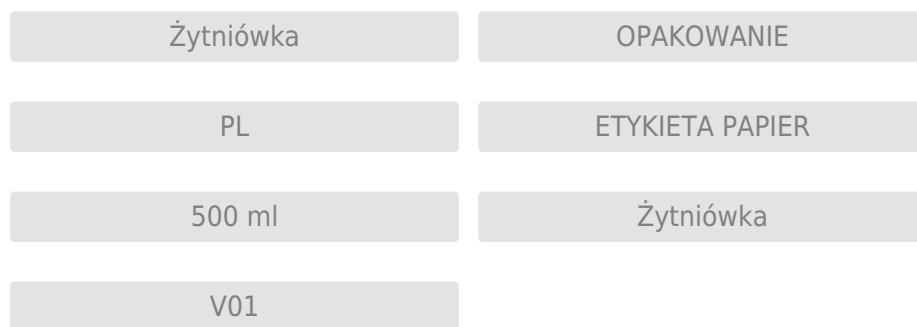 Żytniówka
OPAKOWANIE
PL
ETYKIETA PAPIER
500 ml
Żytniówka
V01